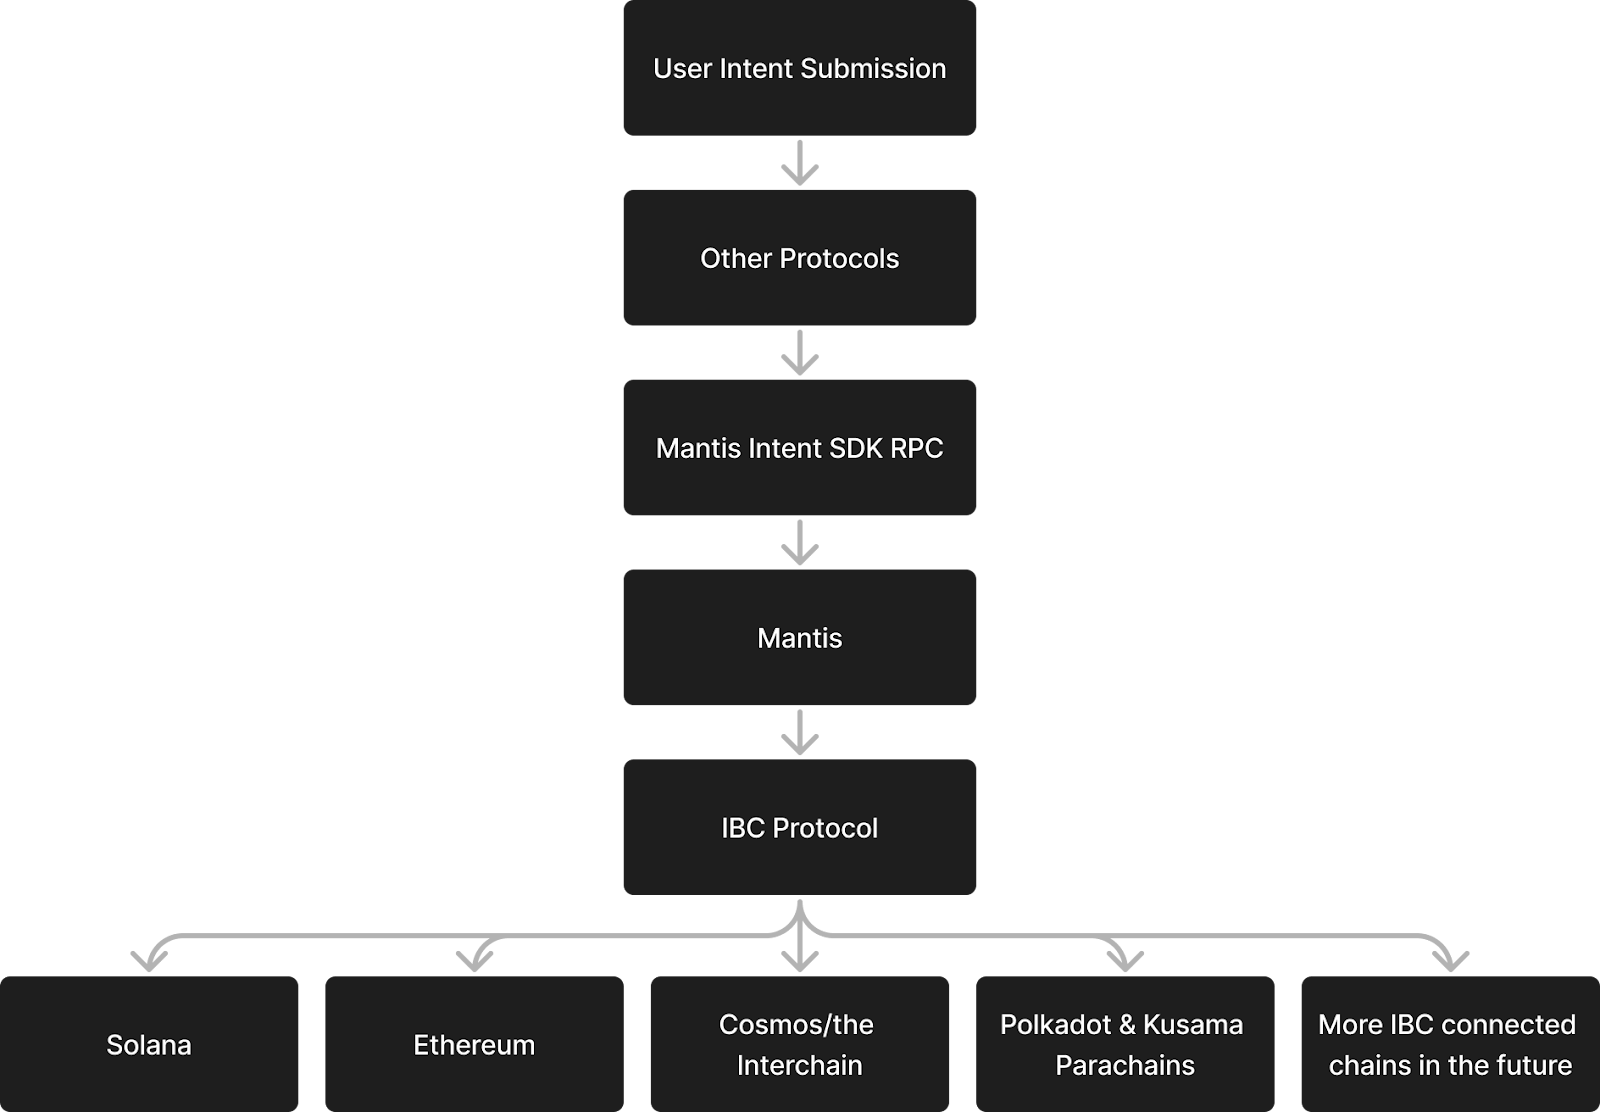 User Intent Submission
Other Protocols
Mantis Intent SDK RPC
Mantis
IBC Protocol
Solana
Ethereum
Cosmos/the
Interchain
Polkadot & Kusama
Parachains
More IBC connected
chains in the future